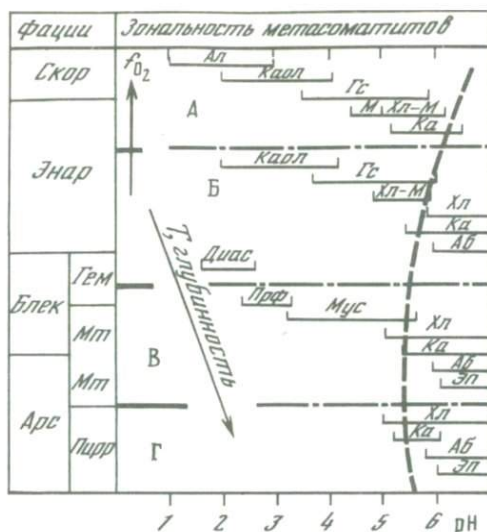 Фации Зональность метасоматитов
Скор fO2 Ал
Каол
Гс
А М Хл-М
Ка
Энар Каол
Б Гс
Хл-М
Хл
Ка
Аб
Т, глубинность
Блек Гем Диас
Прф
Мт Мус
Хл
Ка
Аб
Арс Мт В Эп
Хл
Пирр Г Ка
Аб
Эп
1 2 3 4 5 6 pH